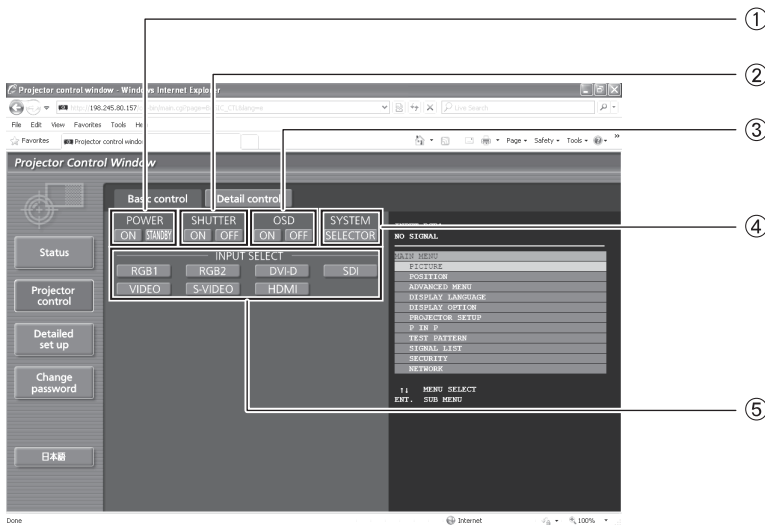 ①
②
③
④
⑤
Projector control window - Windows Internet Explorer
http://198.245.80.157
Live Search
File Edit View Favorites Tools Help
Favorites Projector control window
Page Safety Tools
Projector Control Window
Basic control Detail control
POWER SHUTTER OSD SYSTEM
ON STANDBY ON OFF ON OFF SELECTOR
INPUT SELECT
RGB1 RGB2 DVI-D SDI
VIDEO S-VIDEO HDMI
Status
Projector
control
Detailed
set up
Change
password
日本語
NO SIGNAL
MAIN MENU
PICTURE
POSITION
ADVANCED MENU
DISPLAY LANGUAGE
DISPLAY OPTION
PROJECTOR SETUP
P IN P
TEST PATTERN
SIGNAL LIST
SECURITY
NETWORK
↑↓ MENU SELECT
ENT. SUB MENU
Done Internet 100%